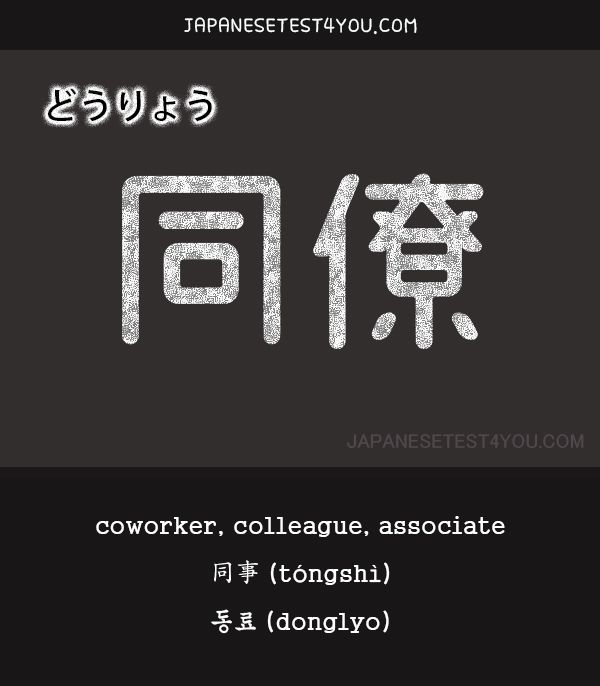 JAPANESETEST4YOU.COM
どうりょう
同僚
JAPANESETEST4YOU.COM
coworker, colleague, associate
同事 (tóngshì)
동료 (donglyo)